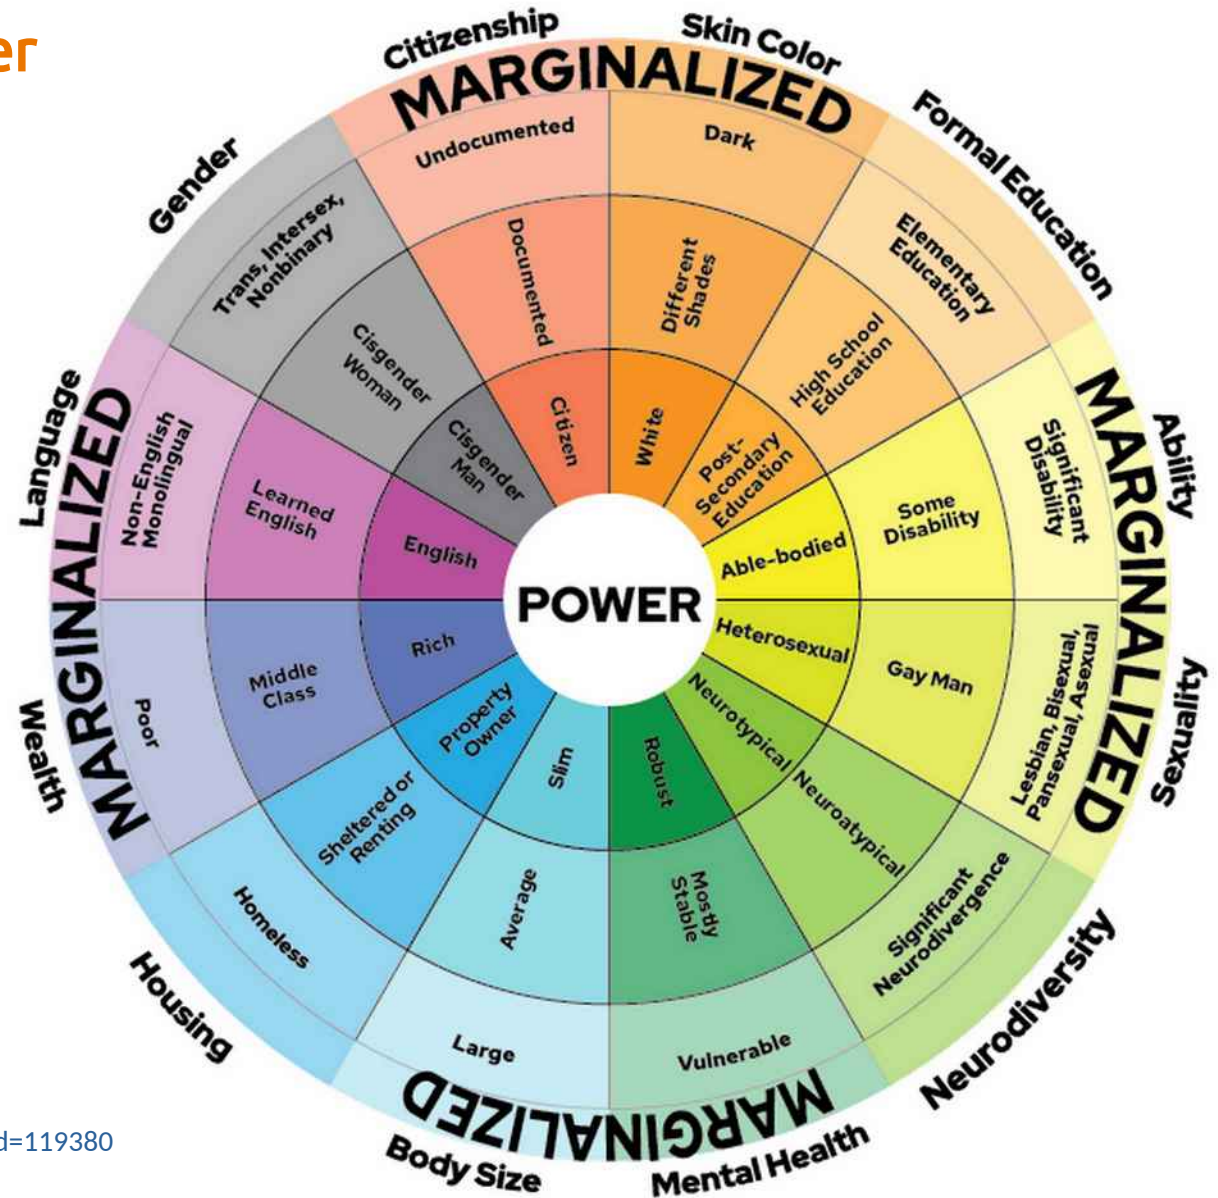 er
Citizenship
Skin Color
Formal Education
Ability
Sexuality
Neurodiversity
Mental Health
Body Size
Housing
Wealth
Language
Gender
MARGINALIZED
MARGINALIZED
MARGINALIZED
MARGINALIZED
Undocumented
Documented
Citizen
Dark
Different
Shades
White
Elementary
Education
High School
Education
Post-
Secondary
Education
Significant
Disability
Some
Disability
Able-bodied
Lesbian, Bisexual,
Pansexual, Asexual
Gay Man
Heterosexual
Significant
Neurodivergence
Neuroatypical
Neurotypical
Vulnerable
Mostly
Stable
Robust
Large
Average
Slim
Homeless
Sheltered or
Renting
Property
Owner
Poor
Middle
Class
Rich
Non-English
Monolingual
Learned
English
English
Trans, Intersex,
Nonbinary
Cisgender
Woman
Cisgender
Man
POWER
d=119380